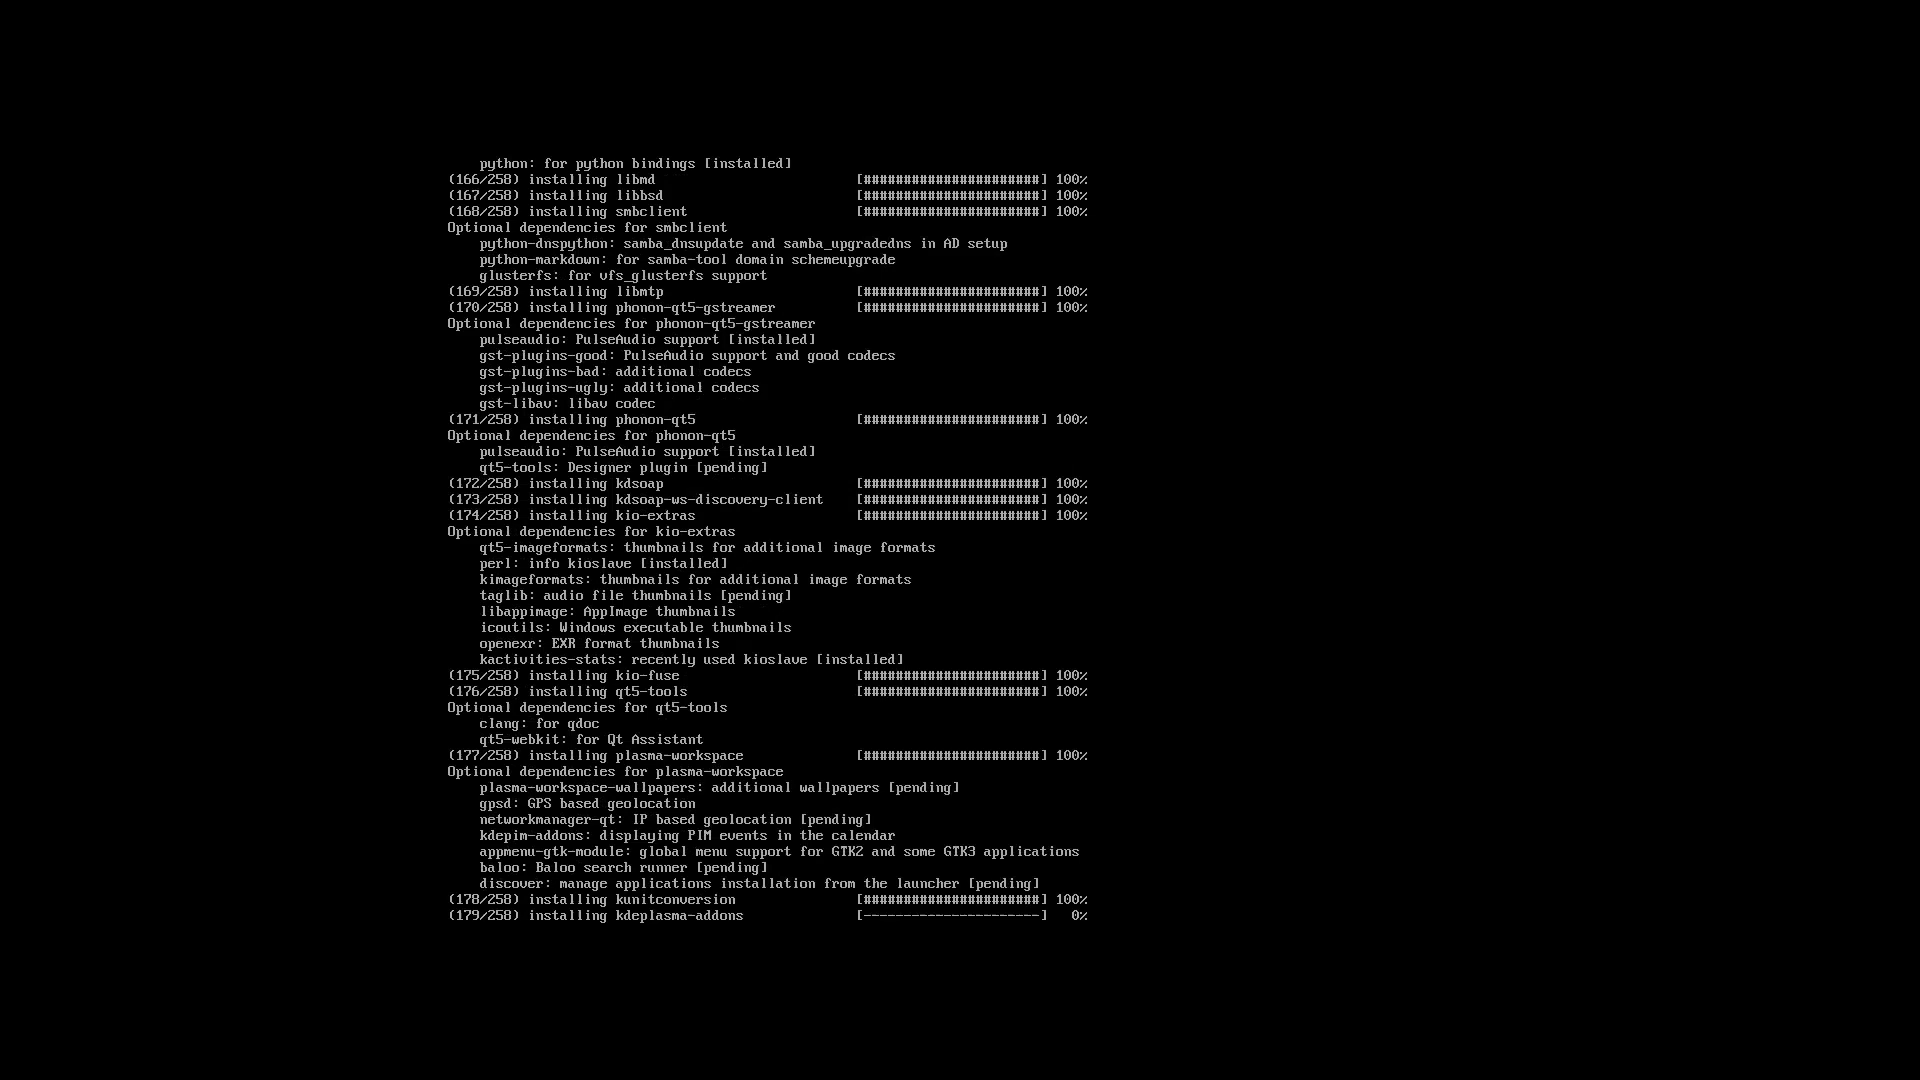 python: for python bindings [installed]
(166/258) installing libmd [######################] 100%
(167/258) installing libbsd [######################] 100%
(168/258) installing smbclient [######################] 100%
Optional dependencies for smbclient
python-dnspython: samba_dnsupdate and samba_upgradedns in AD setup
python-markdown: for samba-tool domain schemeupgrade
glusterfs: for vfs_glusterfs support
(169/258) installing libmtp [######################] 100%
(170/258) installing phonon-qt5-gstreamer [######################] 100%
Optional dependencies for phonon-qt5-gstreamer
pulseaudio: PulseAudio support [installed]
gst-plugins-good: PulseAudio support and good codecs
gst-plugins-bad: additional codecs
gst-plugins-ugly: additional codecs
gst-libav: libav codec
(171/258) installing phonon-qt5 [######################] 100%
Optional dependencies for phonon-qt5
pulseaudio: PulseAudio support [installed]
qt5-tools: Designer plugin [pending]
(172/258) installing kdsoap [######################] 100%
(173/258) installing kdsoap-ws-discovery-client [######################] 100%
(174/258) installing kio-extras [######################] 100%
Optional dependencies for kio-extras
qt5-imageformats: thumbnails for additional image formats
perl: info kioslave [installed]
kimageformats: thumbnails for additional image formats
taglib: audio file thumbnails [pending]
libappimage: AppImage thumbnails
icoutils: Windows executable thumbnails
openexr: EXR format thumbnails
kactivities-stats: recently used kioslave [installed]
(175/258) installing kio-fuse [######################] 100%
(176/258) installing qt5-tools [######################] 100%
Optional dependencies for qt5-tools
clang: for qdoc
qt5-webkit: for Qt Assistant
(177/258) installing plasma-workspace [######################] 100%
Optional dependencies for plasma-workspace
plasma-workspace-wallpapers: additional wallpapers [pending]
gpsd: GPS based geolocation
networkmanager-qt: IP based geolocation [pending]
kdepim-addons: displaying PIM events in the calendar
appmenu-gtk-module: global menu support for GTK2 and some GTK3 applications
baloo: Baloo search runner [pending]
discover: manage applications installation from the launcher [pending]
(178/258) installing kunitconversion [######################] 100%
(179/258) installing kdeplasma-addons [----------------------] 0%